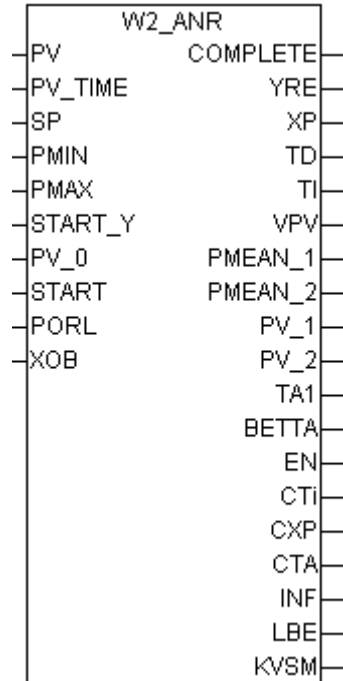 W2_ANR
PV COMPLETE
PV_TIME YRE
SP XP
PMIN TD
PMAX TI
START_Y VPV
PV_0 PMEAN_1
START PMEAN_2
PORL PV_1
XOB PV_2
TA1
BETTA
EN
CTi
CXP
CTA
INF
LBE
KVSM